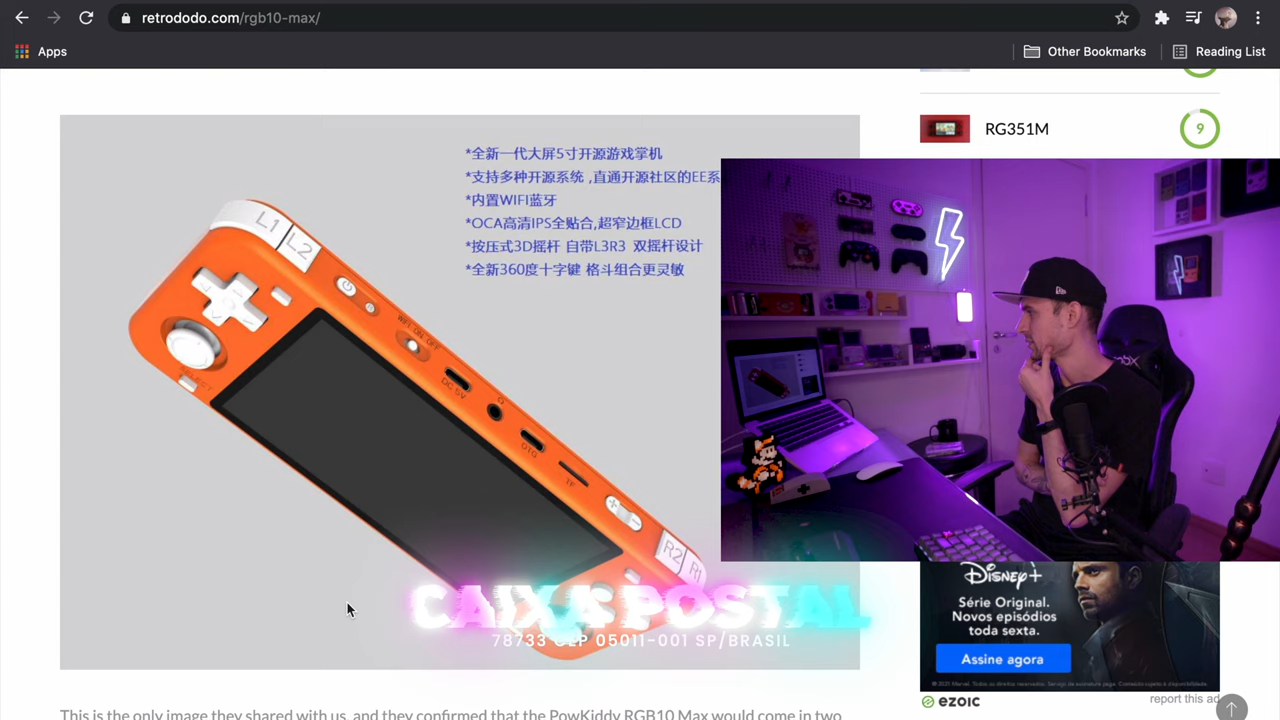 retrododo.com/rgb10-max/
Apps
Other Bookmarks
Reading List
RG351M
9
*全新一代大屏5寸开源游戏掌机
*支持多种开源系统 ,直通开源社区的EE系
*内置WIFI蓝牙
*OCA高清IPS全贴合,超窄边框LCD
*按压式3D摇杆 自带L3R3 双摇杆设计
*全新360度十字键 格斗组合更灵敏
L1
L2
WIFI ON OFF
DC 5V
OTG
TF
R2
R1
SELECT
CAIXA POSTAL
78733 CEP 05011-001 SP/BRASIL
Disney+
Série Original.
Novos episódios
toda sexta.
Assine agora
ezoic
report this ad
This is the only image they shared with us, and they confirmed that the PowKiddy RGB10 Max would come in two